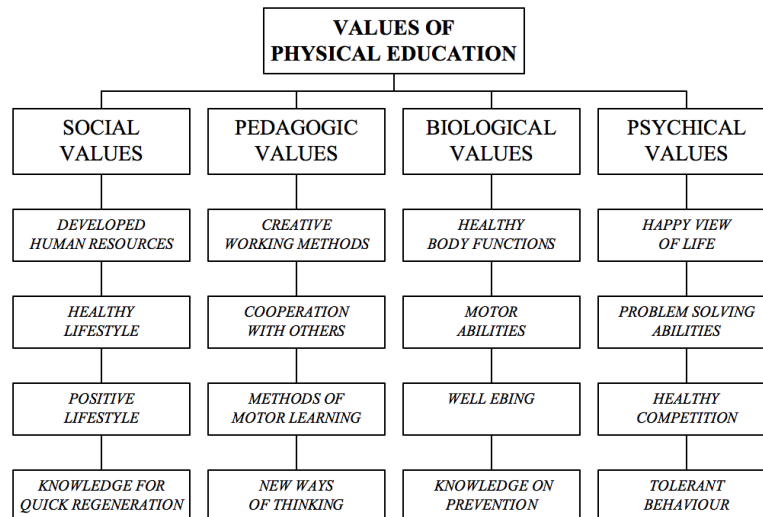 VALUES OF
PHYSICAL EDUCATION
SOCIAL
VALUES
DEVELOPED
HUMAN RESOURCES
HEALTHY
LIFESTYLE
POSITIVE
LIFESTYLE
KNOWLEDGE FOR
QUICK REGENERATION
PEDAGOGIC
VALUES
CREATIVE
WORKING METHODS
COOPERATION
WITH OTHERS
METHODS OF
MOTOR LEARNING
NEW WAYS
OF THINKING
BIOLOGICAL
VALUES
HEALTHY
BODY FUNCTIONS
MOTOR
ABILITIES
WELL EBING
KNOWLEDGE ON
PREVENTION
PSYCHICAL
VALUES
HAPPY VIEW
OF LIFE
PROBLEM SOLVING
ABILITIES
HEALTHY
COMPETITION
TOLERANT
BEHAVIOUR